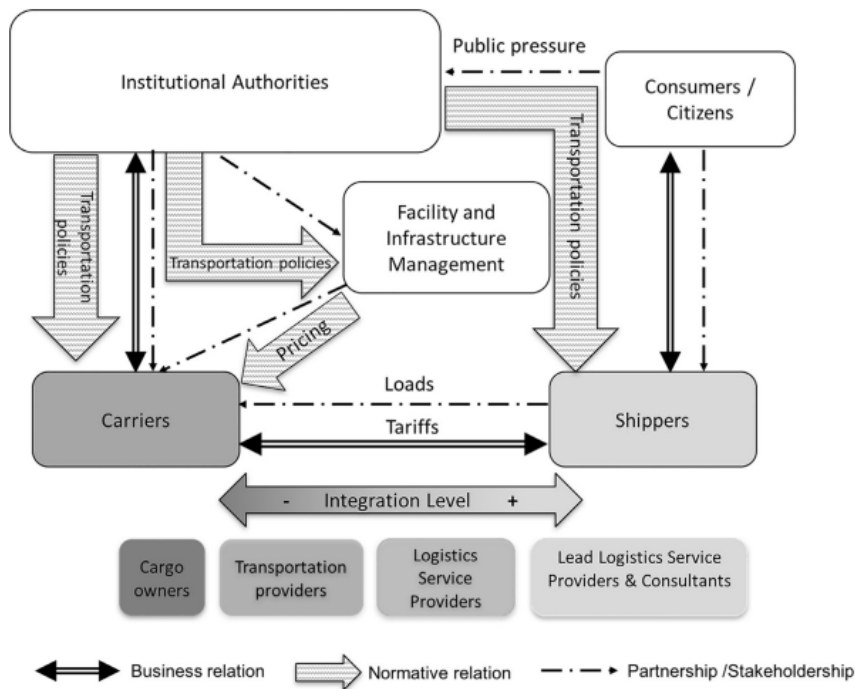 Public pressure
Institutional Authorities
Consumers /
Citizens
Transportation policies
Transportation
policies
Facility and
Infrastructure
Management
Transportation policies
Pricing
Loads
Carriers
Tariffs
Shippers
- Integration Level +
Cargo
owners
Transportation
providers
Logistics
Service
Providers
Lead Logistics Service
Providers & Consultants
Business relation
Normative relation
Partnership /Stakeholdership